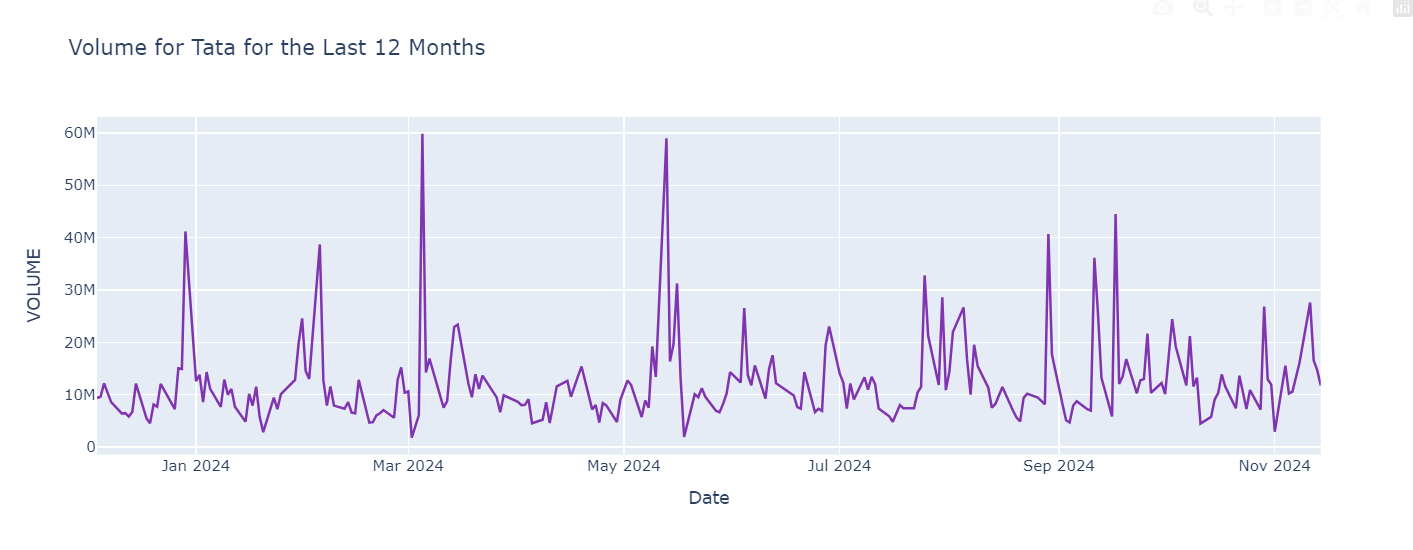 Volume for Tata for the Last 12 Months
60M
50M
40M
30M
20M
10M
0
VOLUME
Jan 2024
Mar 2024
May 2024
Jul 2024
Sep 2024
Nov 2024
Date